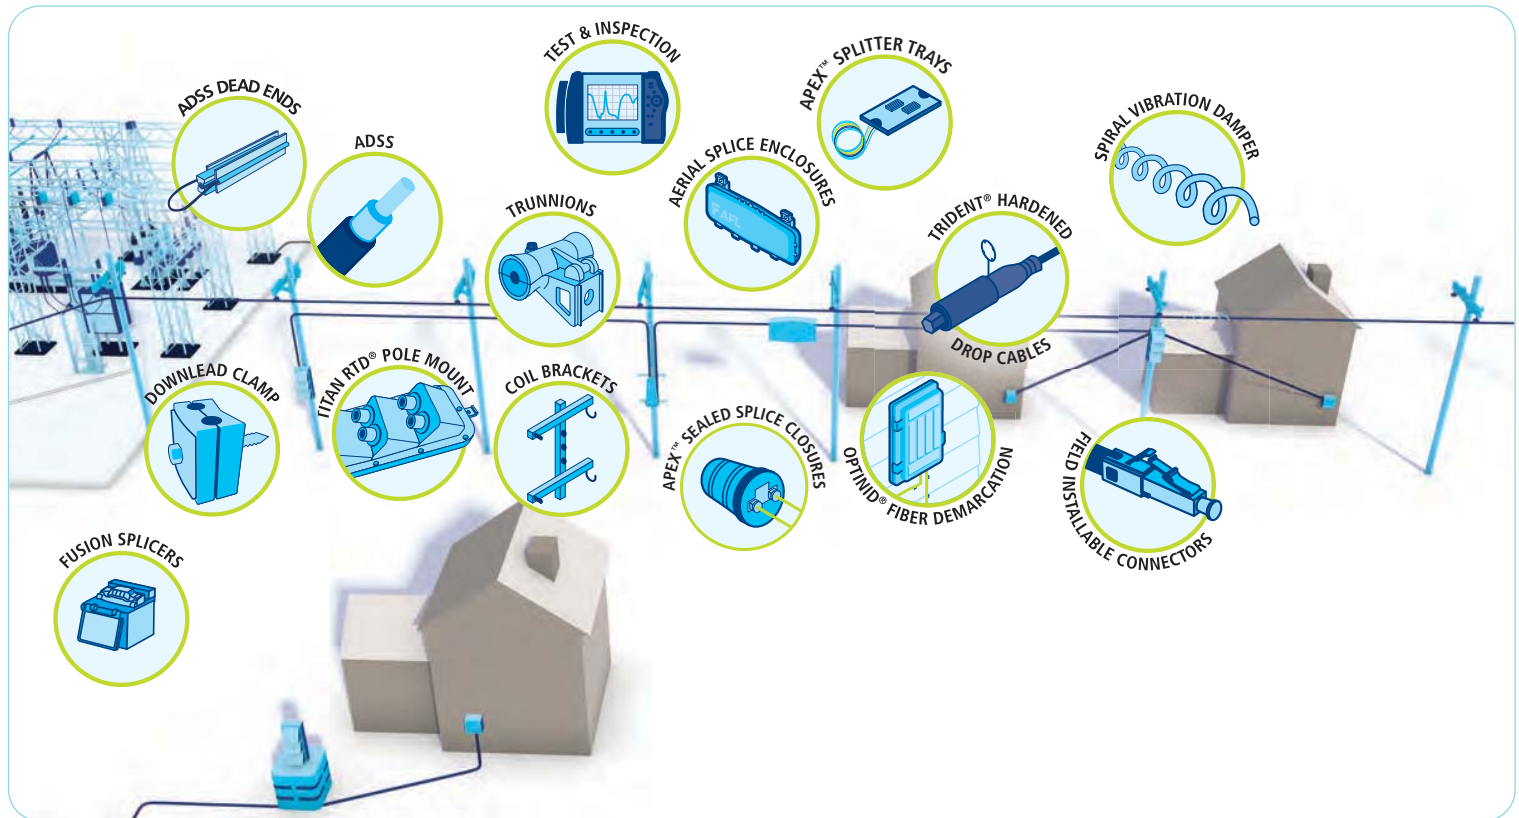 TEST & INSPECTION
APEX™ SPLITTER TRAYS
ADSS DEAD ENDS
SPIRAL VIBRATION DAMPER
ADSS
AERIAL SPLICE ENCLOSURES
TRUNNIONS
TRIDENT® HARDENED
DROP CABLES
AFL
DOWNLEAD CLAMP
TITAN RTD® POLE MOUNT
COIL BRACKETS
APEX™ SEALED SPLICE CLOSURES
OPTINID® FIBER DEMARCATION
FIELD INSTALLABLE CONNECTORS
FUSION SPLICERS